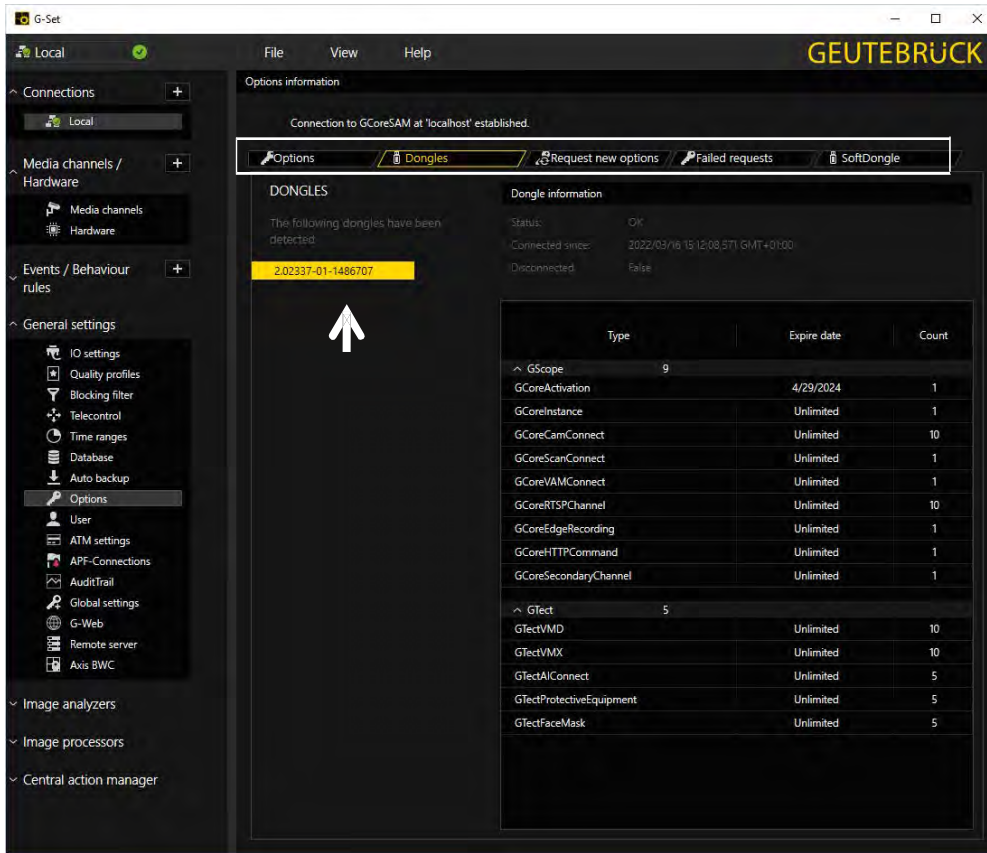 G-Set
Local
File View Help
GEUTEBRÜCK
Connections
Local
Media channels /
Hardware
Media channels
Hardware
Events / Behaviour
rules
General settings
IO settings
Quality profiles
Blocking filter
Telecontrol
Time ranges
Database
Auto backup
Options
User
ATM settings
APF-Connections
AuditTrail
Global settings
G-Web
Remote server
Axis BWC
Image analyzers
Image processors
Central action manager
Options information
Connection to GCoreSAM at 'localhost' established.
Options Dongles Request new options Failed requests SoftDongle
DONGLES
The following dongles have been
detected
2.02337-01-1486707
Dongle information
Status: OK
Connected since: 2022/03/16 15:12:08,571 GMT+01:00
Disconnected: False
Type Expire date Count
GScope 9
GCoreActivation 4/29/2024 1
GCoreInstance Unlimited 1
GCoreCamConnect Unlimited 10
GCoreScanConnect Unlimited 1
GCoreVAMConnect Unlimited 1
GCoreRTSPChannel Unlimited 10
GCoreEdgeRecording Unlimited 1
GCoreHTTPCommand Unlimited 1
GCoreSecondaryChannel Unlimited 1
GTect 5
GTectVMD Unlimited 10
GTectVMX Unlimited 10
GTectAIConnect Unlimited 5
GTectProtectiveEquipment Unlimited 5
GTectFaceMask Unlimited 5